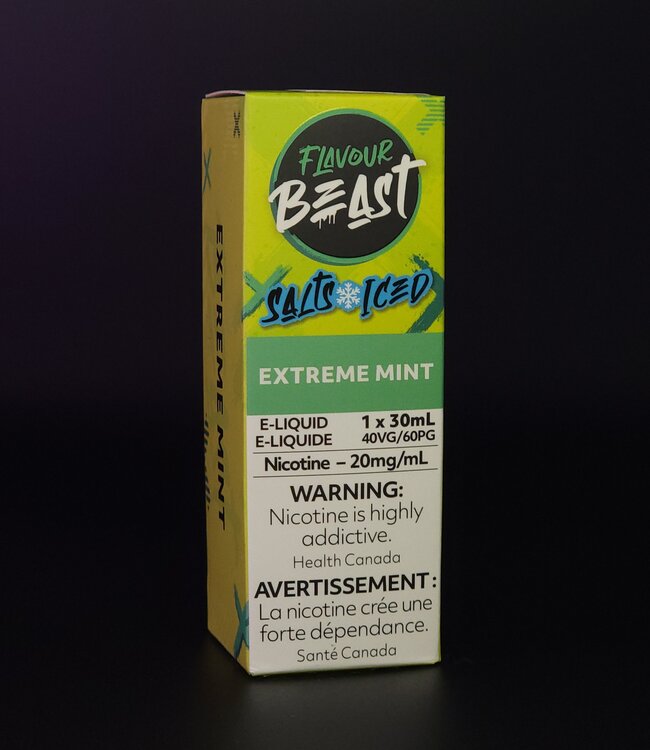 FLAVOUR
BEAST
SALTS ICED
EXTREME MINT
E-LIQUID 1 x 30mL
E-LIQUIDE 40VG/60PG
Nicotine – 20mg/mL
WARNING:
Nicotine is highly
addictive.
Health Canada
AVERTISSEMENT :
La nicotine crée une
forte dépendance.
Santé Canada
EXTREME MINT